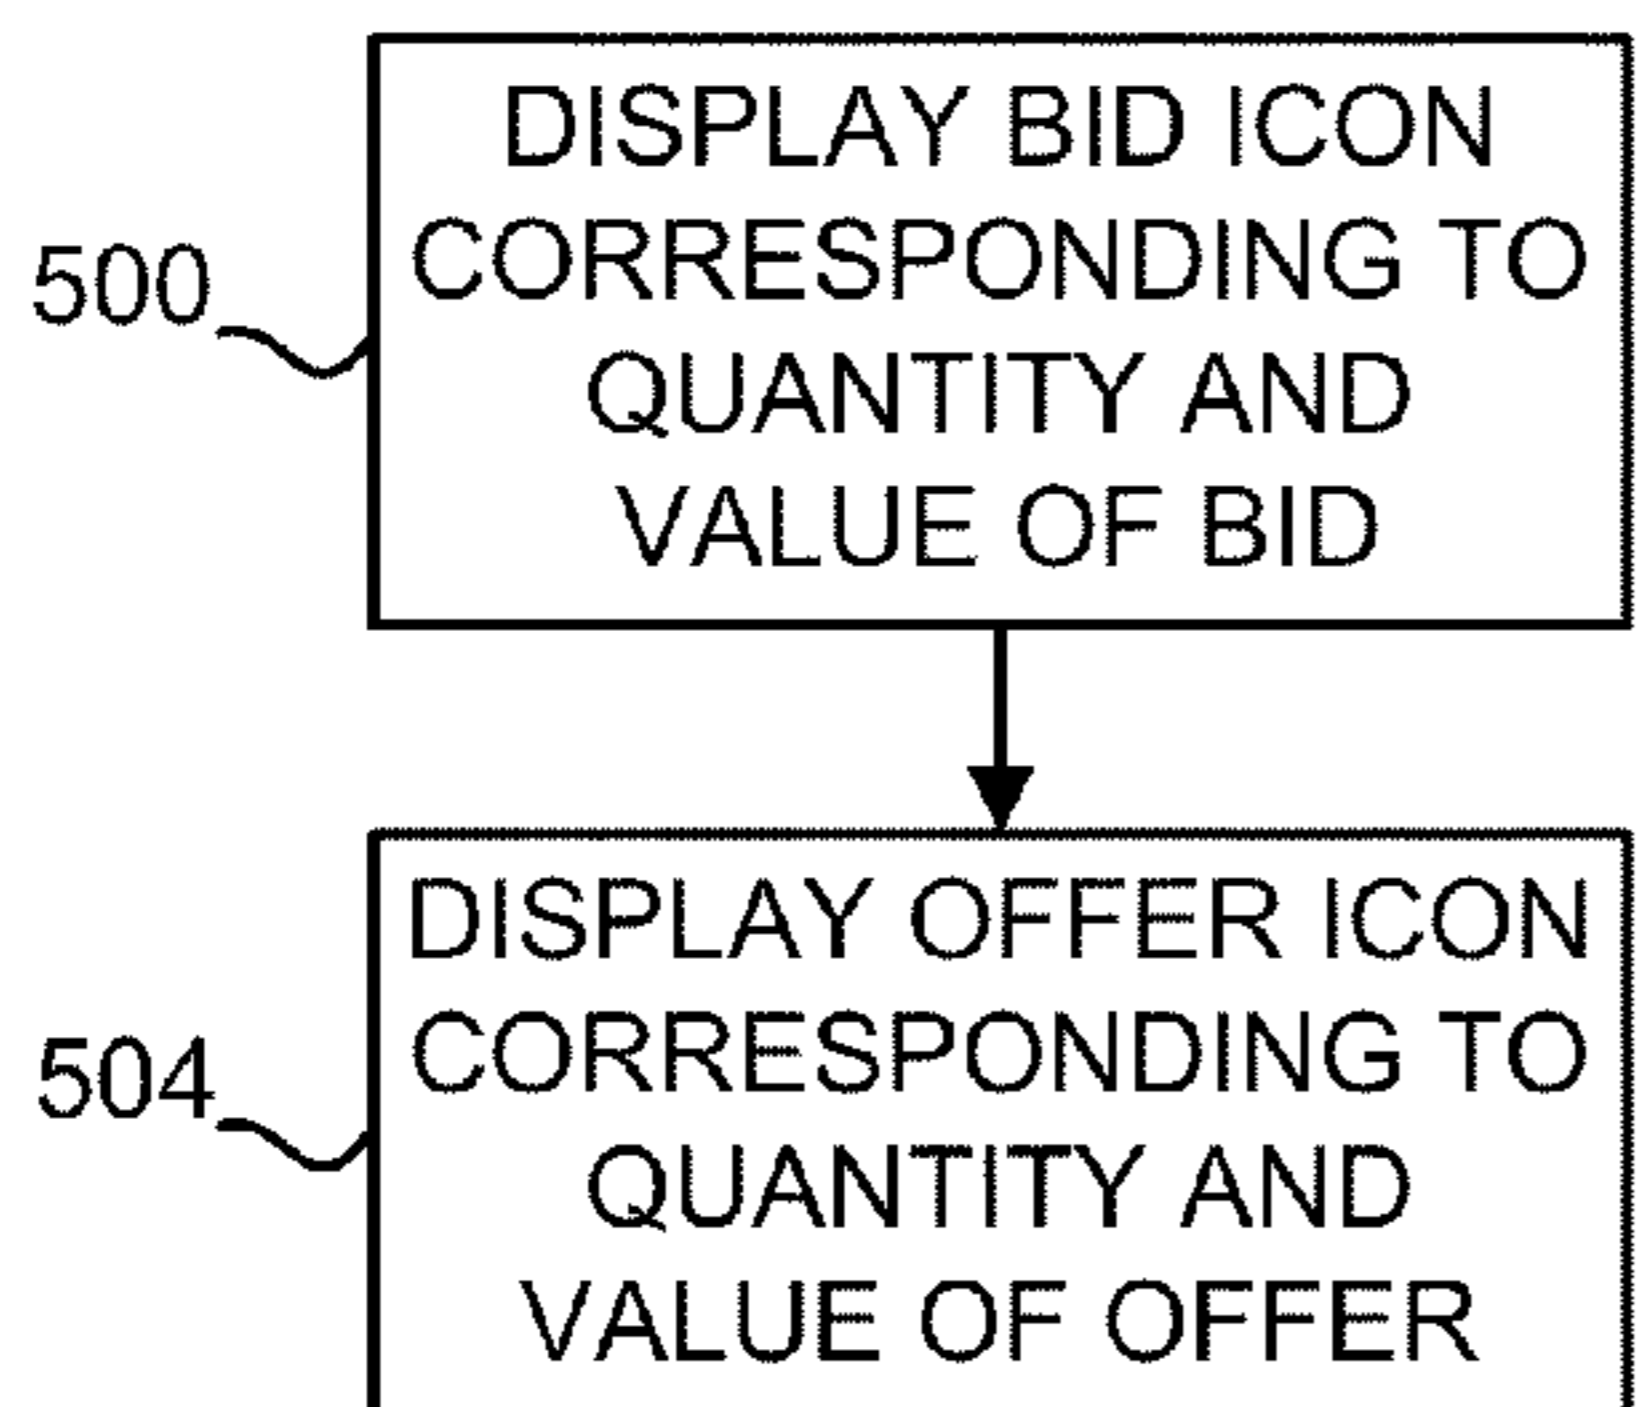 DISPLAY BID ICON
CORRESPONDING TO
500
QUANTITY AND
VALUE OF BID
DISPLAY OFFER ICON
CORRESPONDING TO
504
QUANTITY AND
VALUE OF OFFER